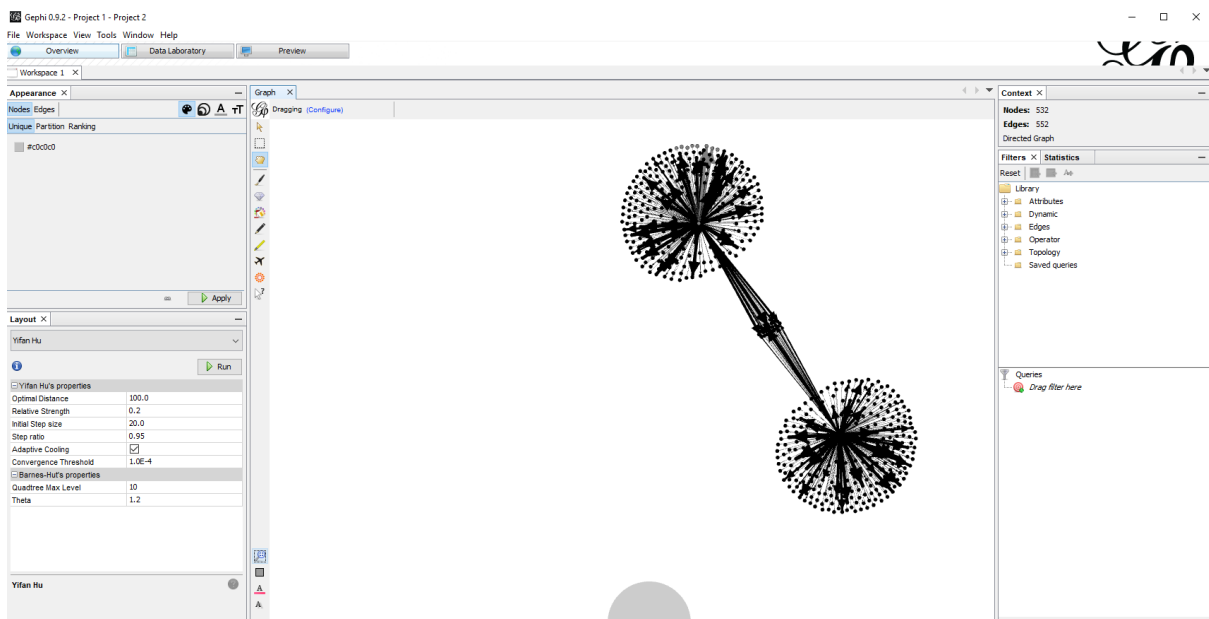 Gephi 0.9.2 - Project 1 - Project 2
File Workspace View Tools Window Help
Overview Data Laboratory Preview
Workspace 1
Appearance
Nodes Edges
Unique Partition Ranking
#c0c0c0
Apply
Layout
Yifan Hu
Run
Yifan Hu's properties
Optimal Distance 100.0
Relative Strength 0.2
Initial Step size 20.0
Step ratio 0.95
Adaptive Cooling
Convergence Threshold 1.0E-4
Barnes-Hut's properties
Quadtree Max Level 10
Theta 1.2
Yifan Hu
Graph
Dragging (Configure)
Context
Nodes: 532
Edges: 552
Directed Graph
Filters Statistics
Reset
Library
Attributes
Dynamic
Edges
Operator
Topology
Saved queries
Queries
Drag filter here